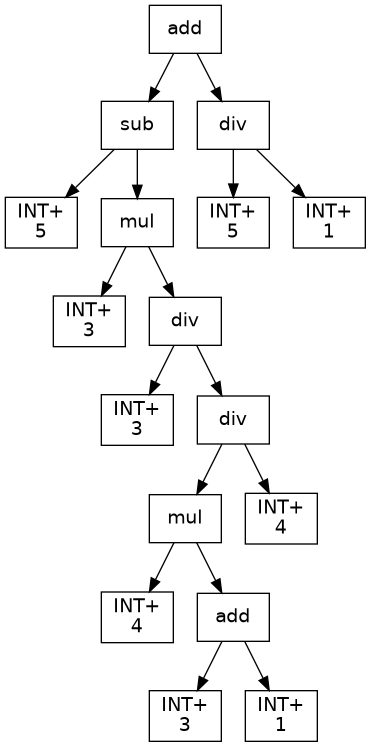 add
sub
div
INT+
5
mul
INT+
5
INT+
1
INT+
3
div
INT+
3
div
mul
INT+
4
INT+
4
add
INT+
3
INT+
1